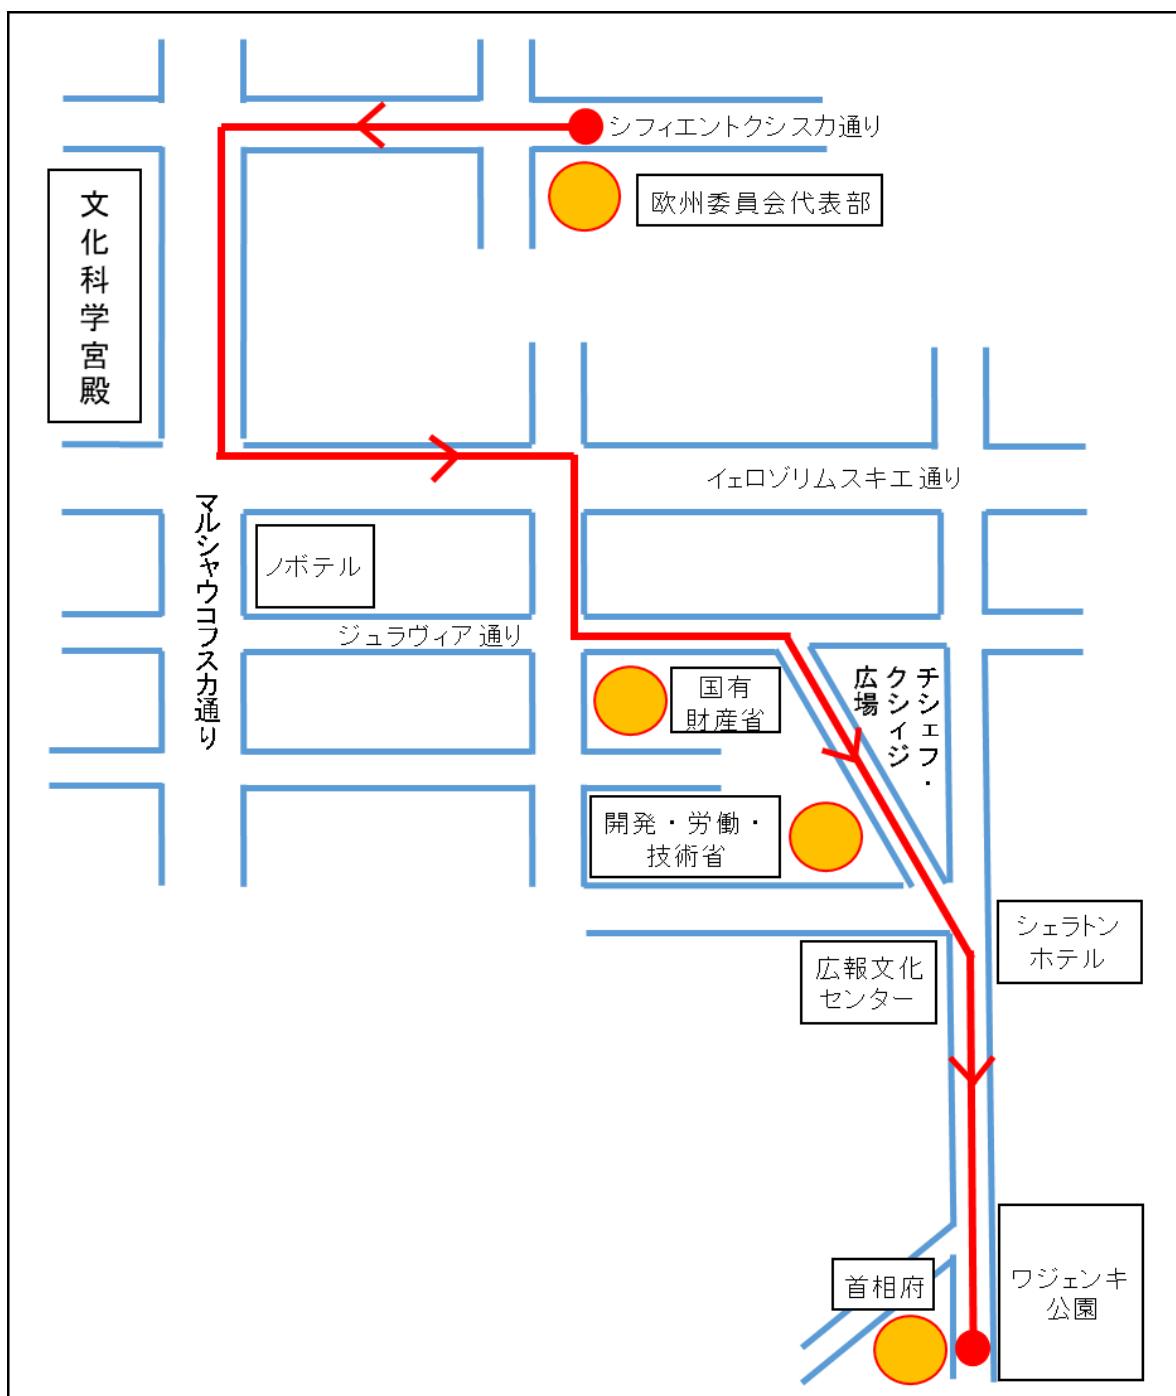 シフィエントクシスカ通り
欧州委員会代表部
文化科学宮殿
イェロゾリムスキエ通り
マルシャウコフスカ通り
ノボテル
ジュラヴィア通り
国有
財産省
チシェフ・
クシィジ
広場
開発・労働・
技術省
シェラトン
ホテル
広報文化
センター
首相府
ワジェンキ
公園